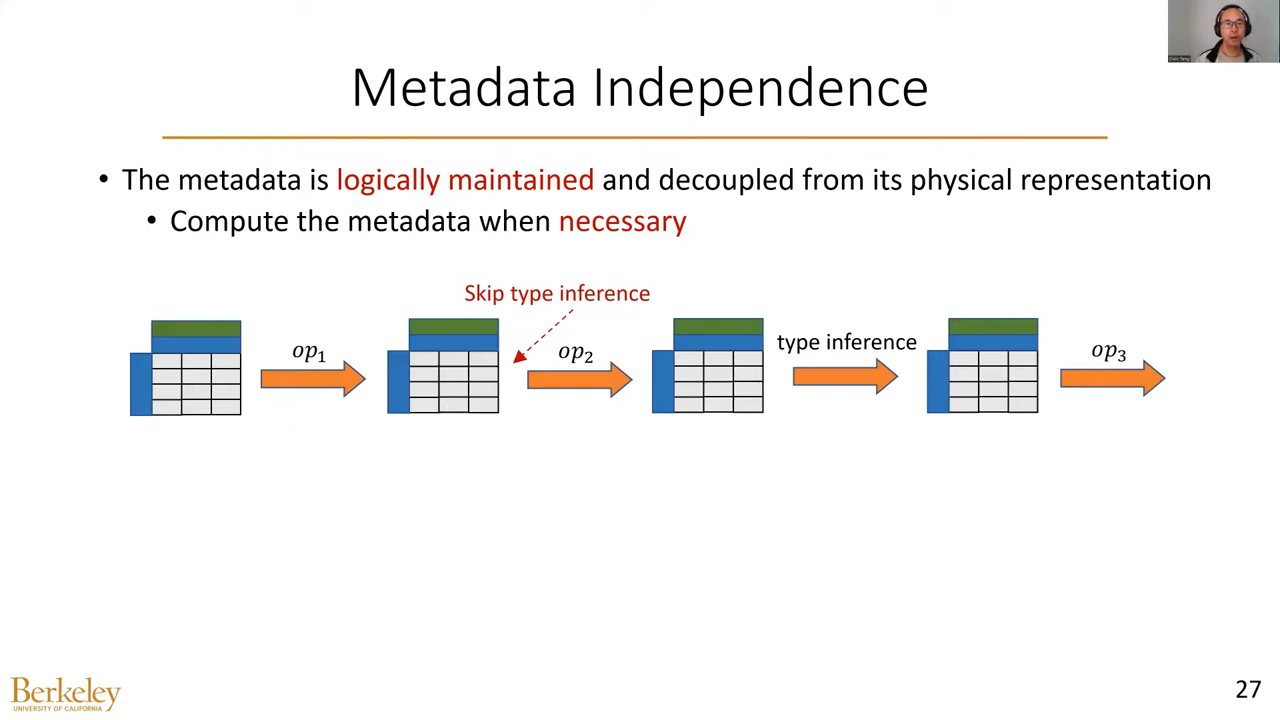 Metadata Independence
• The metadata is logically maintained and decoupled from its physical representation
• Compute the metadata when necessary
Skip type inference
op1
op2
type inference
op3
Berkeley
UNIVERSITY OF CALIFORNIA
27